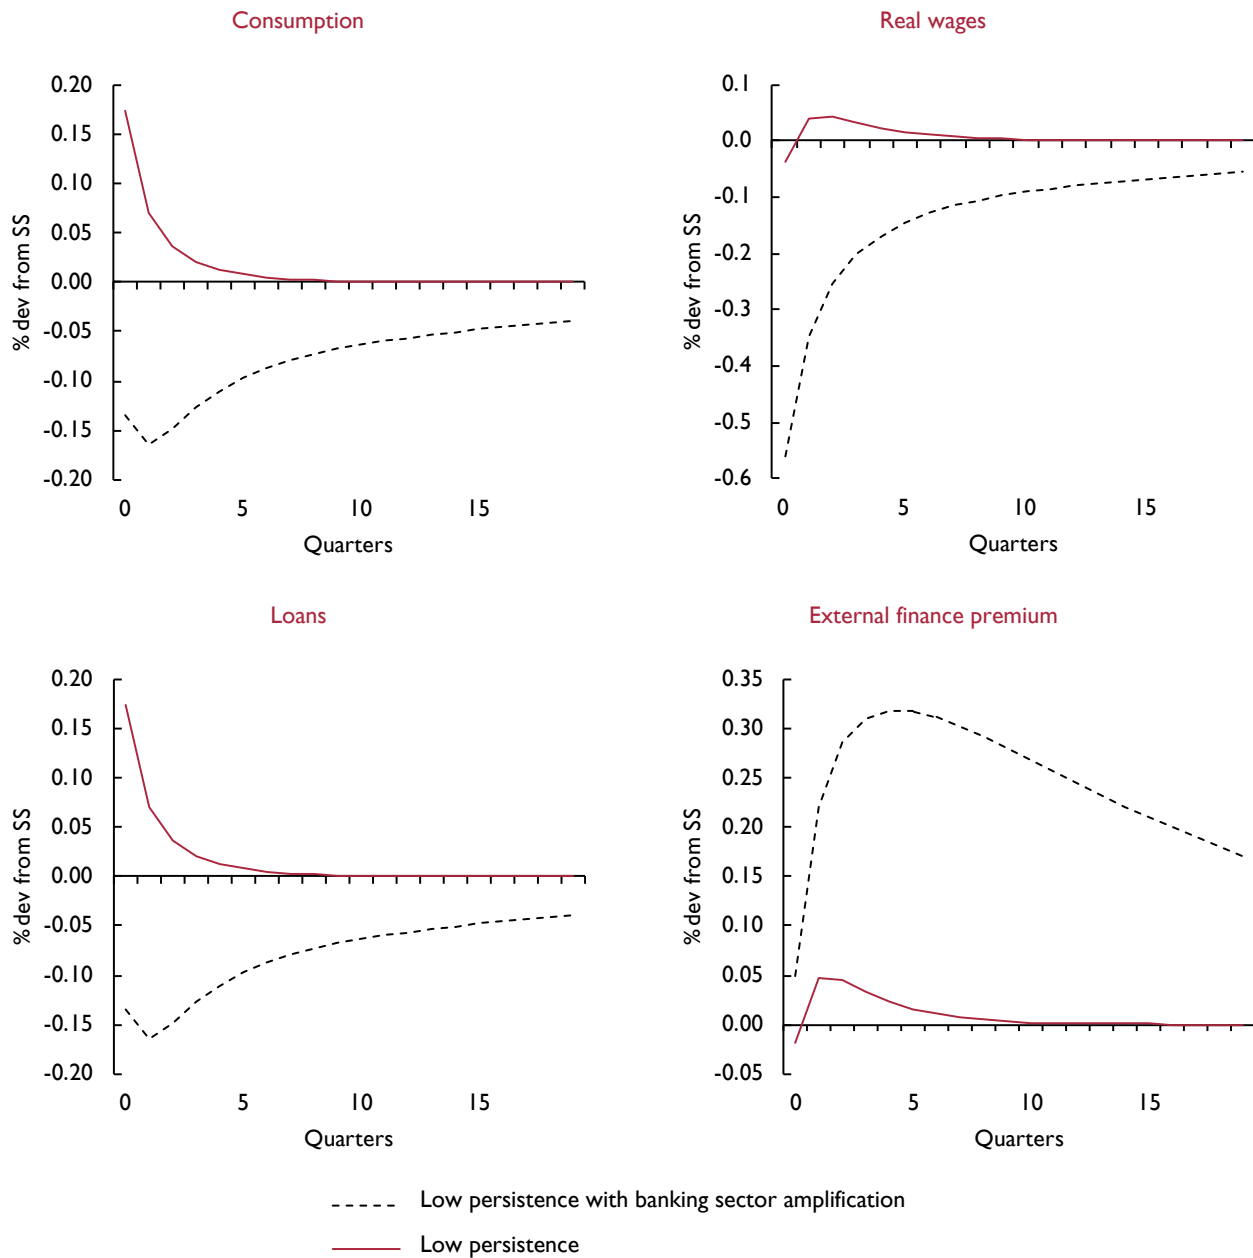 Consumption
% dev from SS
0.20
0.15
0.10
0.05
0.00
-0.05
-0.10
-0.15
-0.20
0 5 10 15
Quarters
Real wages
% dev from SS
0.1
0.0
-0.1
-0.2
-0.3
-0.4
-0.5
-0.6
0 5 10 15
Quarters
Loans
% dev from SS
0.20
0.15
0.10
0.05
0.00
-0.05
-0.10
-0.15
-0.20
0 5 10 15
Quarters
External finance premium
% dev from SS
0.35
0.30
0.25
0.20
0.15
0.10
0.05
0.00
-0.05
0 5 10 15
Quarters
Low persistence with banking sector amplification
Low persistence